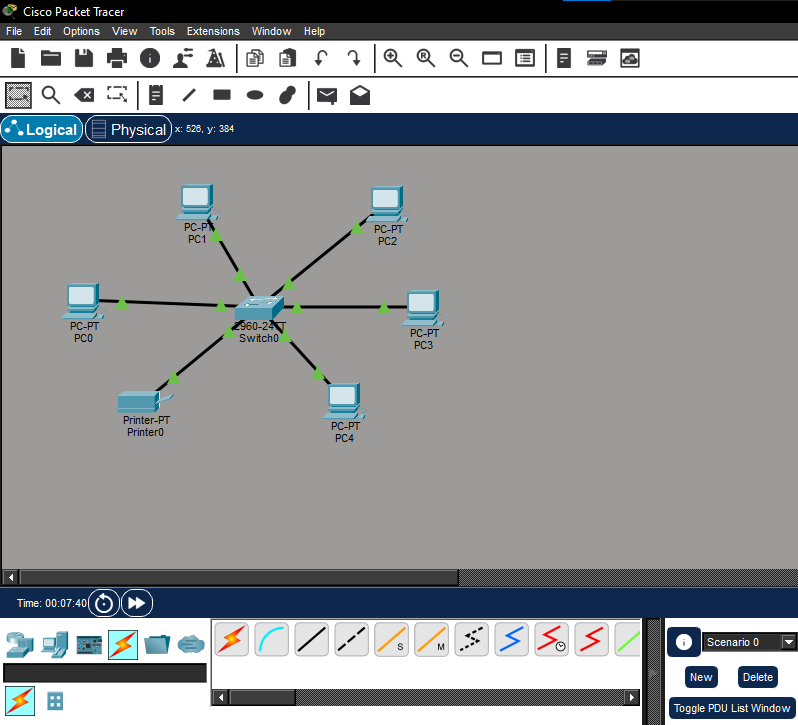 Cisco Packet Tracer
File Edit Options View Tools Extensions Window Help
R
Logical
Physical
x: 526, y: 384
PC-PT
PC1
PC-PT
PC2
PC-PT
PC0
2960-24TT
Switch0
PC-PT
PC3
Printer-PT
Printer0
PC-PT
PC4
Time: 00:07:40
S
M
Scenario 0
New
Delete
Toggle PDU List Window